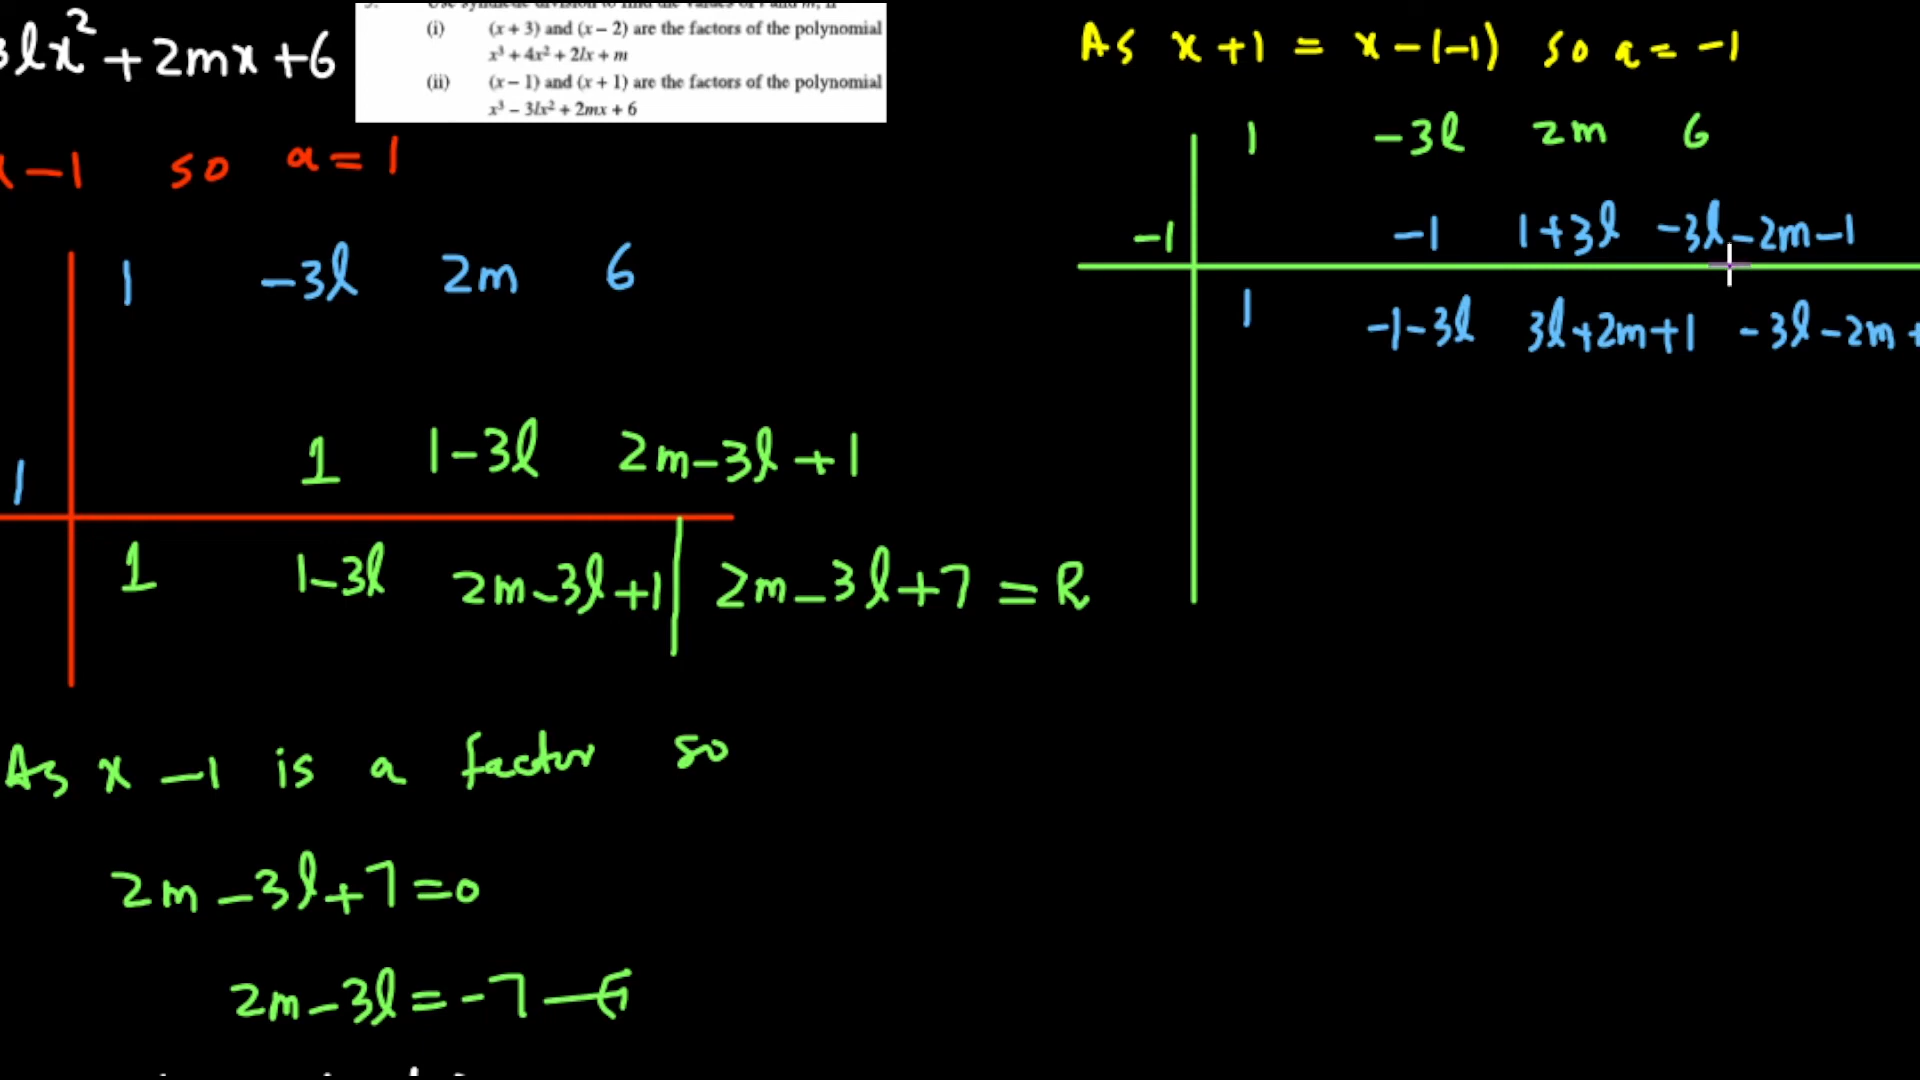 3lx² + 2mx + 6
(i) (x + 3) and (x – 2) are the factors of the polynomial
x³ + 4x² + 2lx + m
(ii) (x – 1) and (x + 1) are the factors of the polynomial
x³ – 3lx² + 2mx + 6
x – 1 so a = 1
1 -3l 2m 6
1 1-3l 2m-3l+1
1
1 1-3l 2m-3l+1 2m-3l+7 = R
As x - 1 is a factor so
2m - 3l + 7 = 0
2m - 3l = -7
As x + 1 = x - (-1) so a = -1
1 -3l 2m 6
-1 -1 1+3l -3l-2m-1
1 -1-3l 3l+2m+1 -3l-2m+